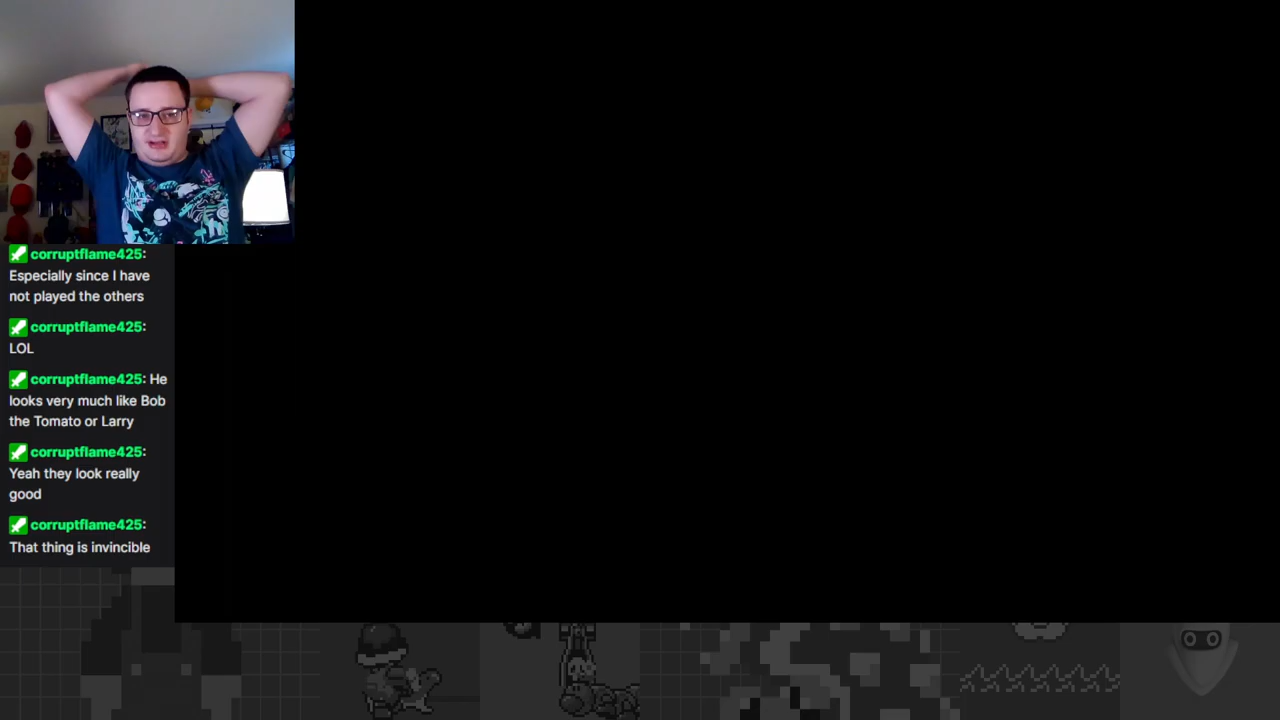 corruptflame425:
Especially since I have
not played the others
corruptflame425:
LOL
corruptflame425: He
looks very much like Bob
the Tomato or Larry
corruptflame425:
Yeah they look really
good
corruptflame425:
That thing is invincible